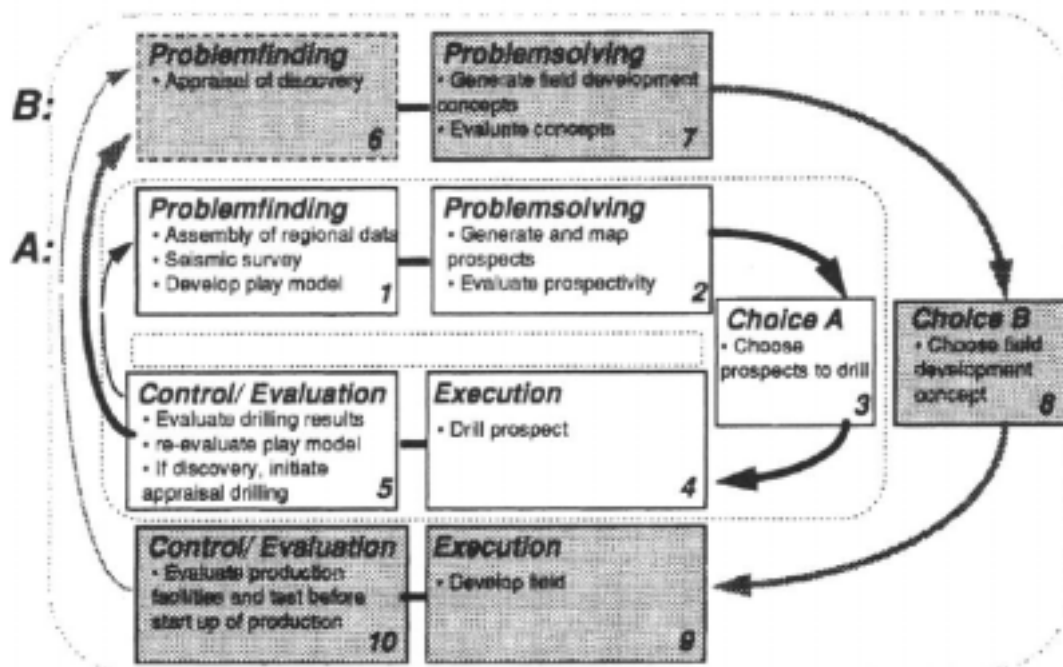 B:
Problemfinding
• Appraisal of discovery
6
Problemsolving
• Generate field development
concepts
• Evaluate concepts
7
A:
Problemfinding
• Assembly of regional data
• Seismic survey
• Develop play model
1
Problemsolving
• Generate and map
prospects
• Evaluate prospectivity
2
Choice A
• Choose
prospects to drill
3
Choice B
• Choose field
development
concept
8
Control/ Evaluation
• Evaluate drilling results
• re-evaluate play model
• If discovery, initiate
appraisal drilling
5
Execution
• Drill prospect
4
Control/ Evaluation
• Evaluate production
facilities and test before
start up of production
10
Execution
• Develop field
9